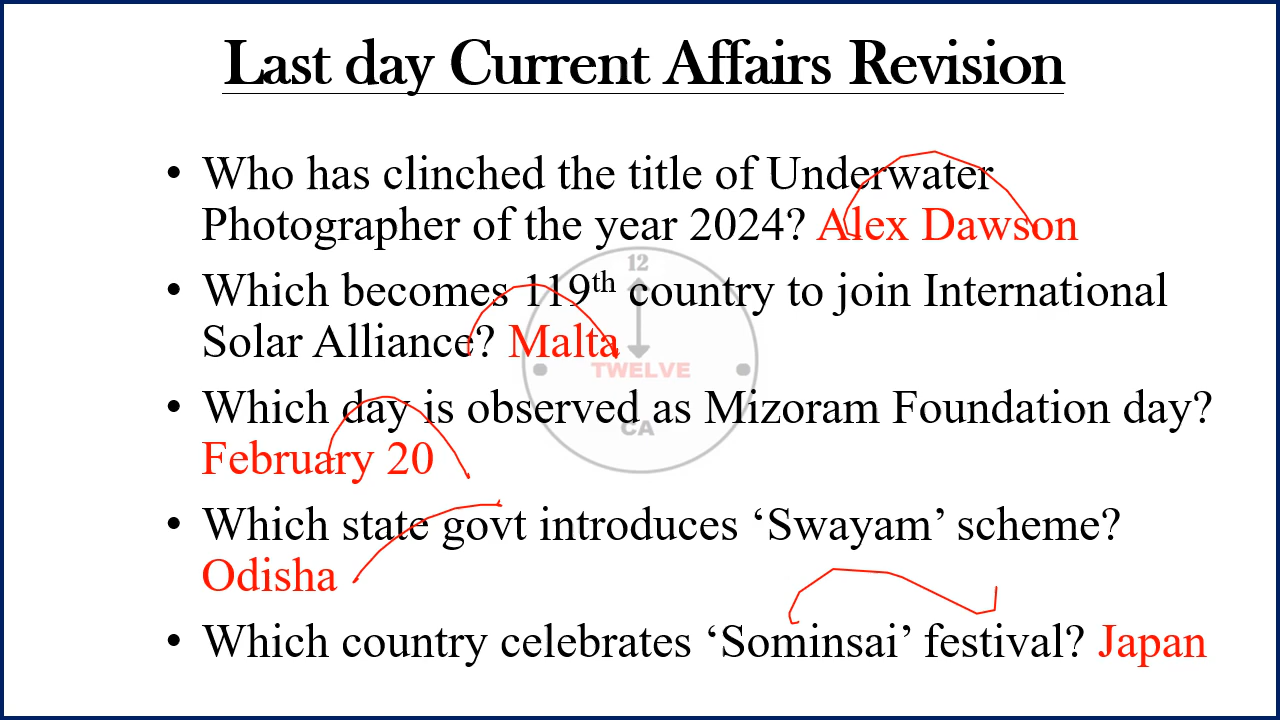 Last day Current Affairs Revision
• Who has clinched the title of Underwater
Photographer of the year 2024? Alex Dawson
• Which becomes 119th country to join International
Solar Alliance? Malta
• Which day is observed as Mizoram Foundation day?
February 20
• Which state govt introduces ‘Swayam’ scheme?
Odisha
• Which country celebrates ‘Sominsai’ festival? Japan
12
TWELVE
CA